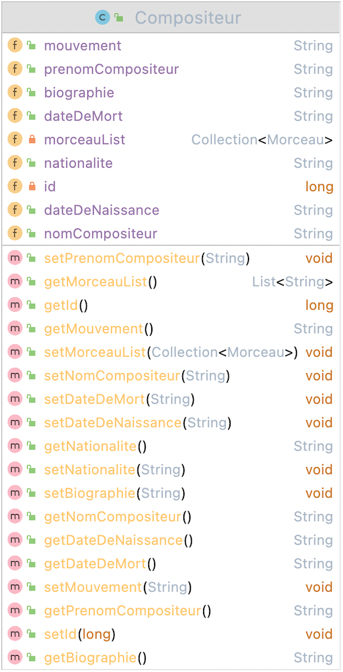 C Compositeur
f mouvement String
f prenomCompositeur String
f biographie String
f dateDeMort String
f morceauList Collection<Morceau>
f nationalite String
f id long
f dateDeNaissance String
f nomCompositeur String
m setPrenomCompositeur(String) void
m getMorceauList() List<String>
m getId() long
m getMouvement() String
m setMorceauList(Collection<Morceau>) void
m setNomCompositeur(String) void
m setDateDeMort(String) void
m setDateDeNaissance(String) void
m getNationalite() String
m setNationalite(String) void
m setBiographie(String) void
m getNomCompositeur() String
m getDateDeNaissance() String
m getDateDeMort() String
m setMouvement(String) void
m getPrenomCompositeur() String
m setId(long) void
m getBiographie() String